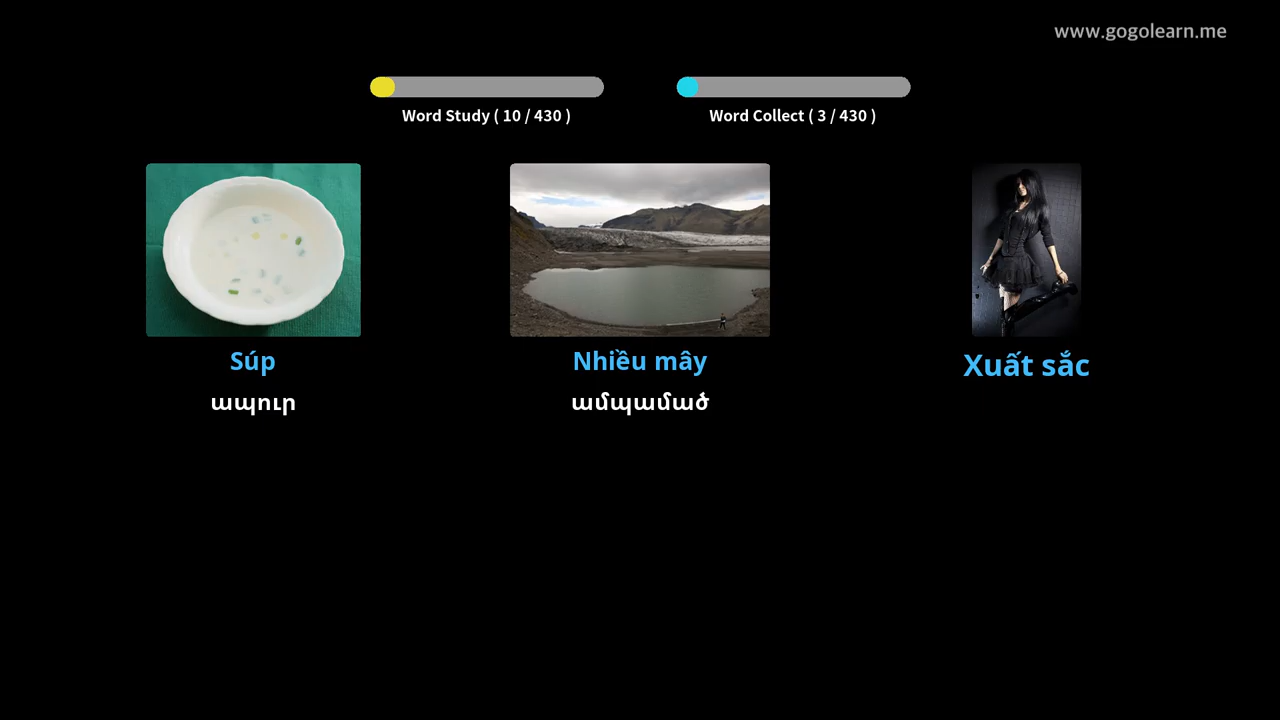 www.gogolearn.me
Word Study ( 10 / 430 )
Word Collect ( 3 / 430 )
Súp
Nhiều mây
Xuất sắc
ապուր
ամպամած